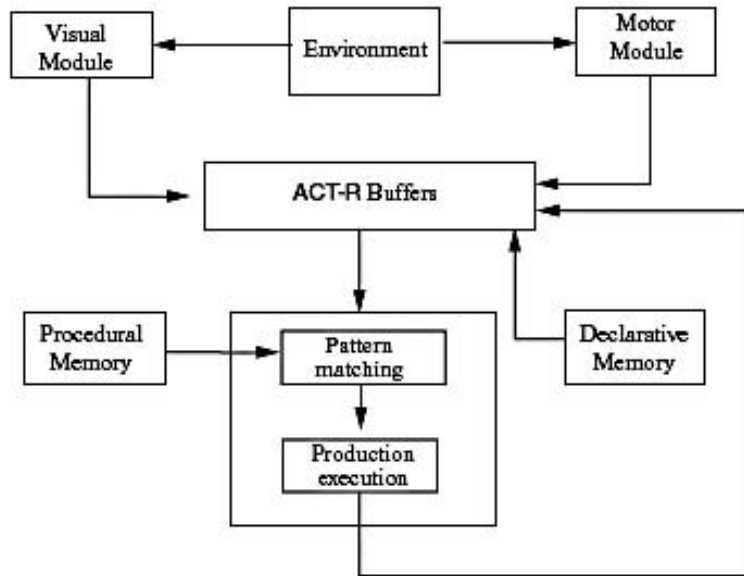 Visual
Module
Environment
Motor
Module
ACT-R Buffers
Procedural
Memory
Pattern
matching
Declarative
Memory
Production
execution